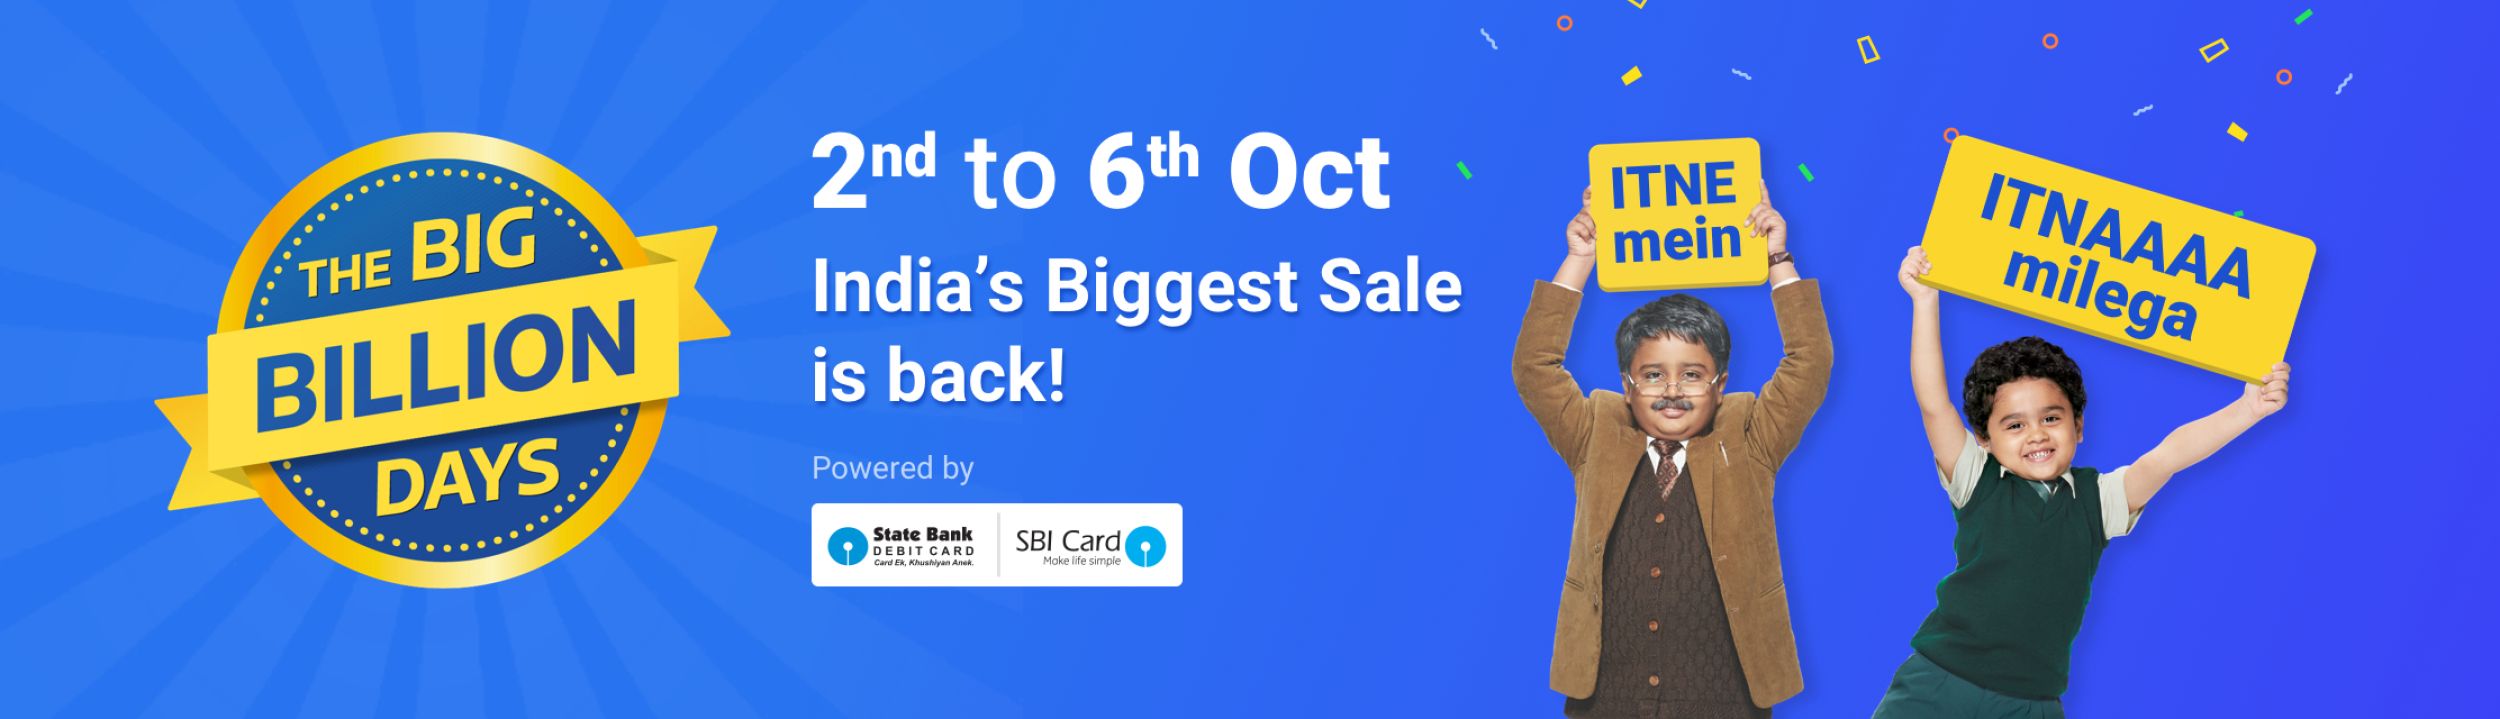 THE BIG
BILLION
DAYS
2nd to 6th Oct
India's Biggest Sale
is back!
Powered by
State Bank
DEBIT CARD
Card Ek, Khushiyan Anek.
SBI Card
Make life simple
ITNE
mein
ITNAAAA
milega